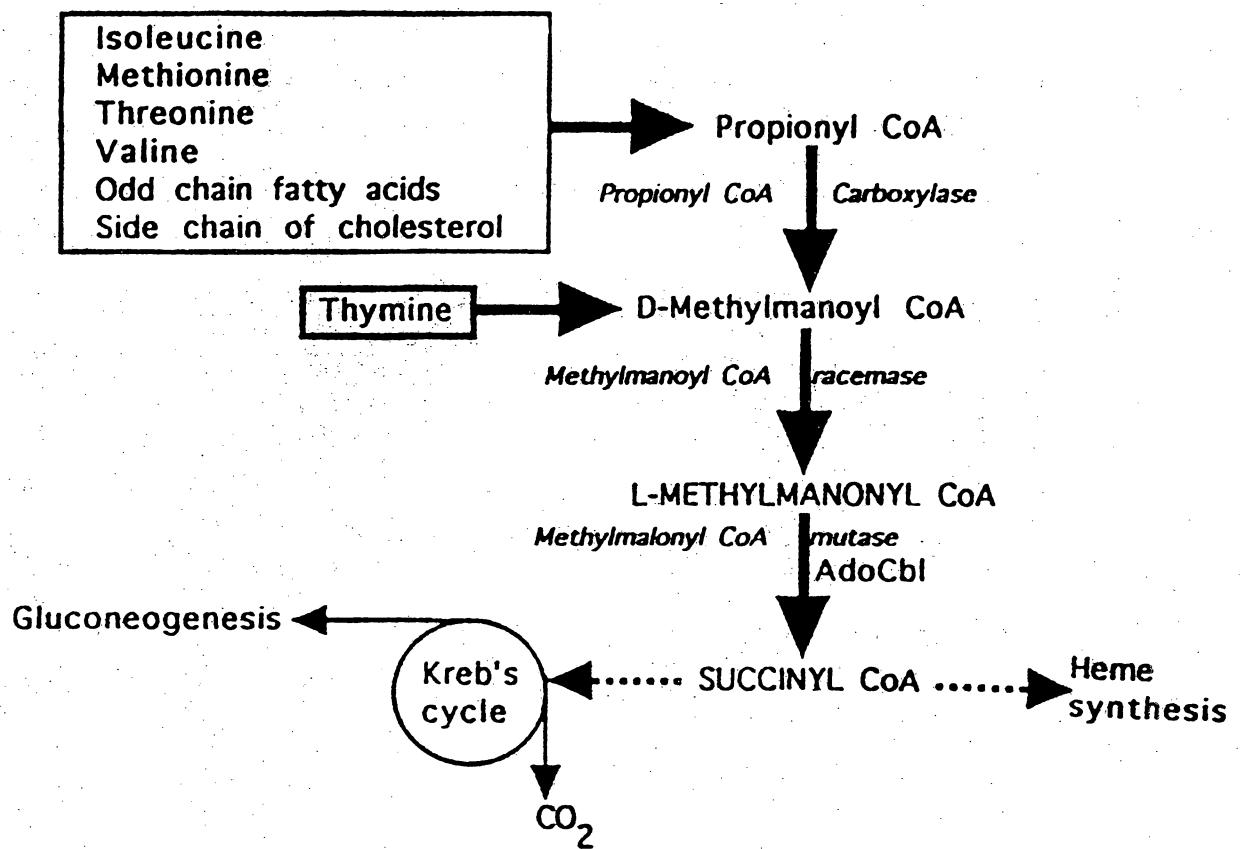 Isoleucine
Methionine
Threonine
Valine
Odd chain fatty acids
Side chain of cholesterol
Propionyl CoA
Propionyl CoA Carboxylase
Thymine
D-Methylmanoyl CoA
Methylmanoyl CoA racemase
L-METHYLMANONYL CoA
Methylmalonyl CoA mutase
AdoCbl
Gluconeogenesis
Kreb's
cycle
SUCCINYL CoA
Heme
synthesis
CO2